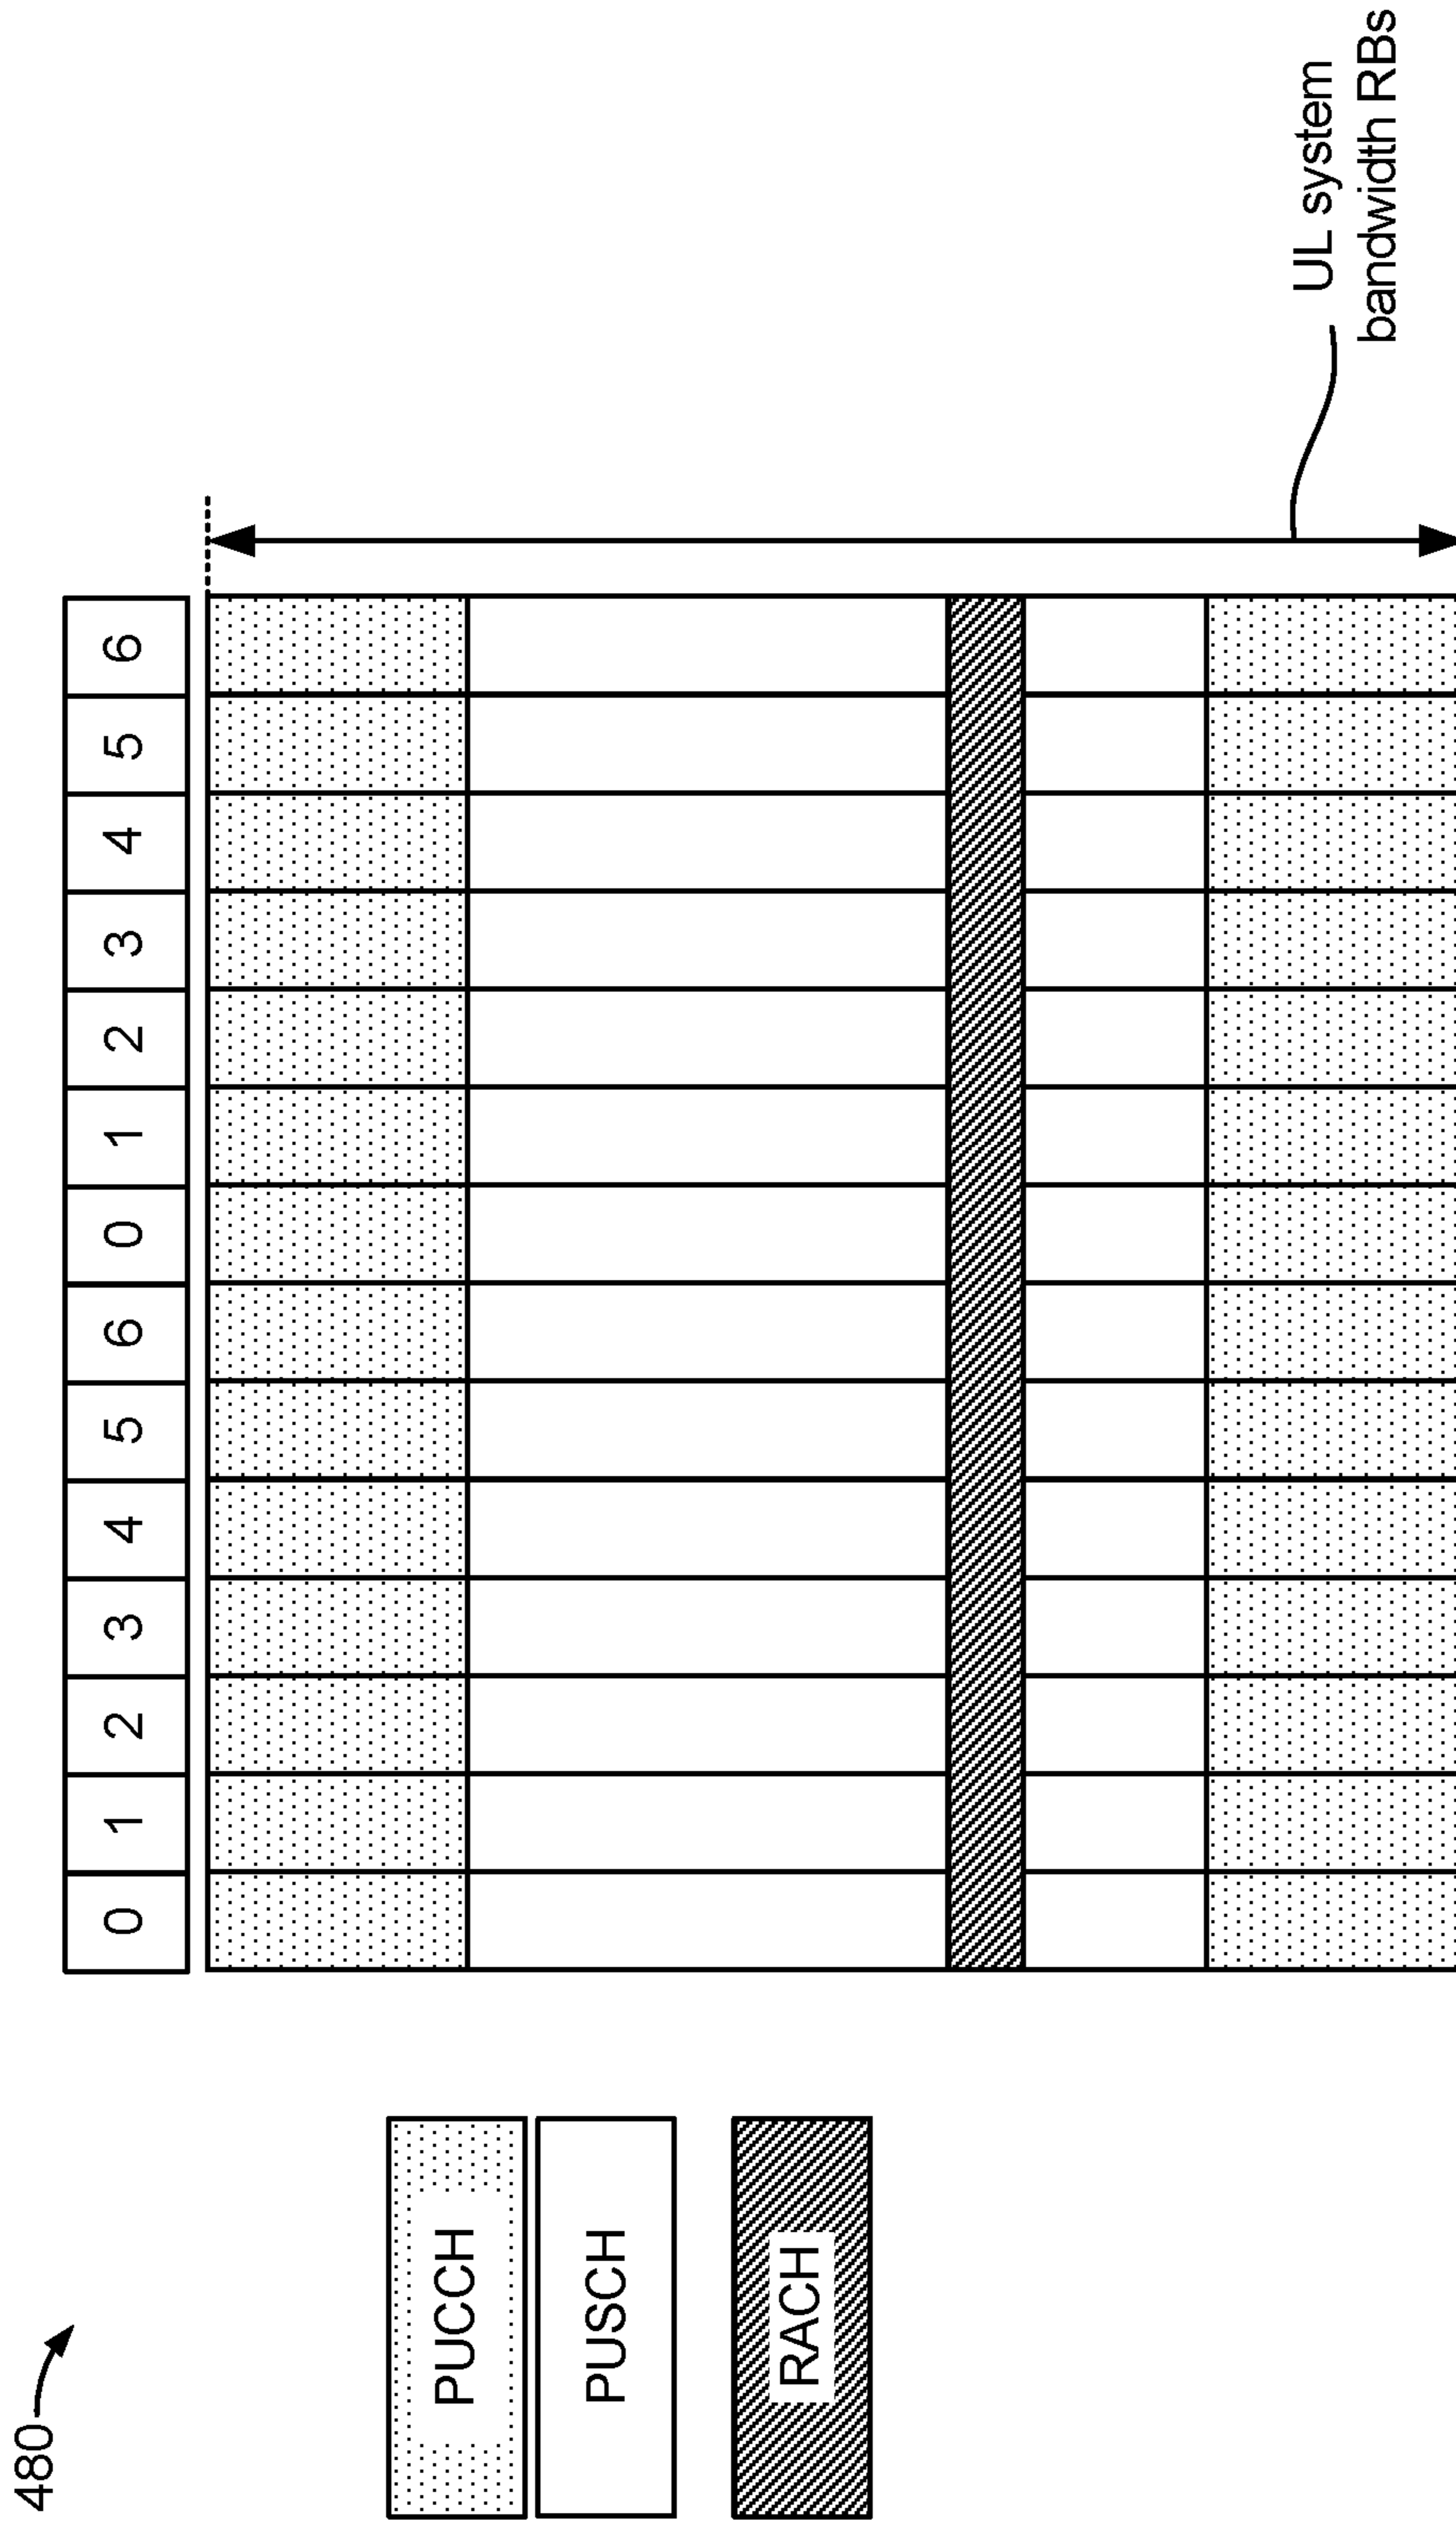 480
0 1 2 3 4 5 6 0 1 2 3 4 5 6
PUCCH
PUSCH
RACH
UL system
bandwidth RBs